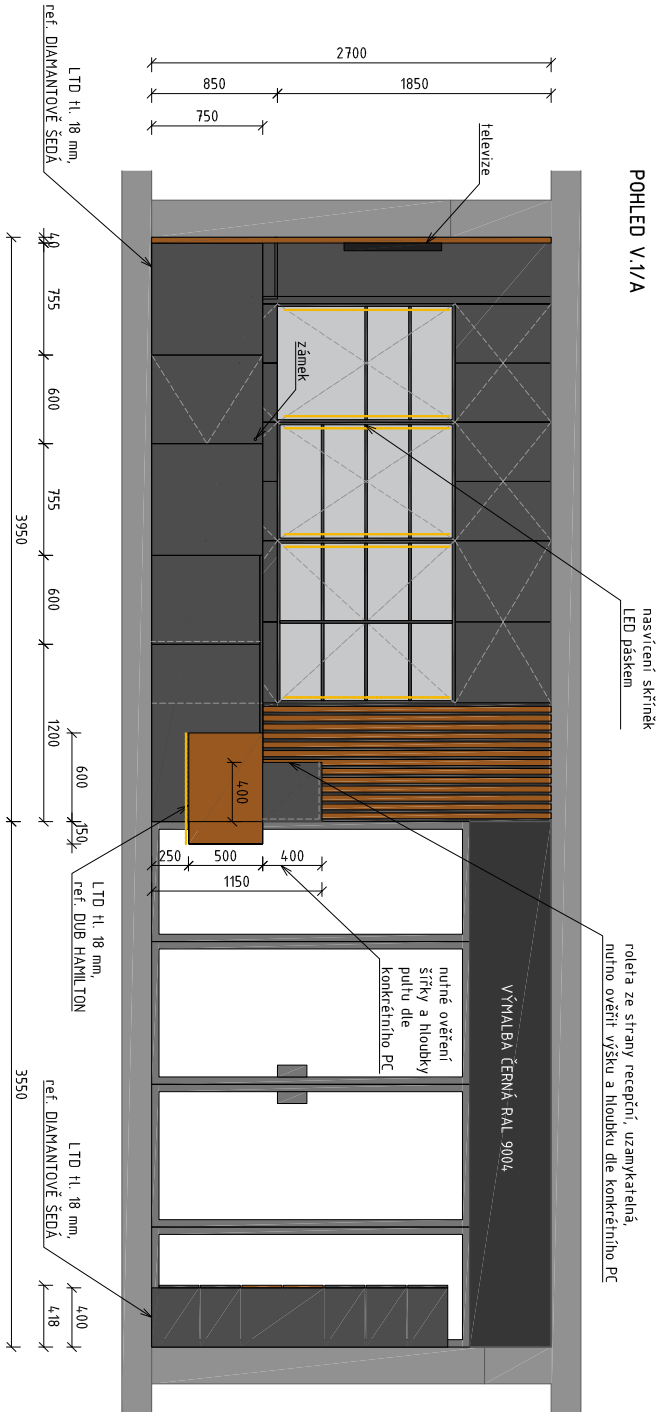 POHLED V.1/A
televize
zámek
nasvícení skříněk
LED páskem
roleta ze strany recepční, uzamykatelná,
nutno ověřit výšku a hloubku dle konkrétního PC
VÝMALBA ČERNÁ RAL 9004
nutné ověření
šířky a hloubky
pultu dle
konkrétního PC
LTD tl. 18 mm,
ref. DIAMANTOVĚ ŠEDÁ
LTD tl. 18 mm,
ref. DUB HAMILTON
LTD tl. 18 mm,
ref. DIAMANTOVĚ ŠEDÁ
2700
850
1850
750
40
755
600
755
600
1200
600
150
3950
3550
400
250
500
400
1150
400
418